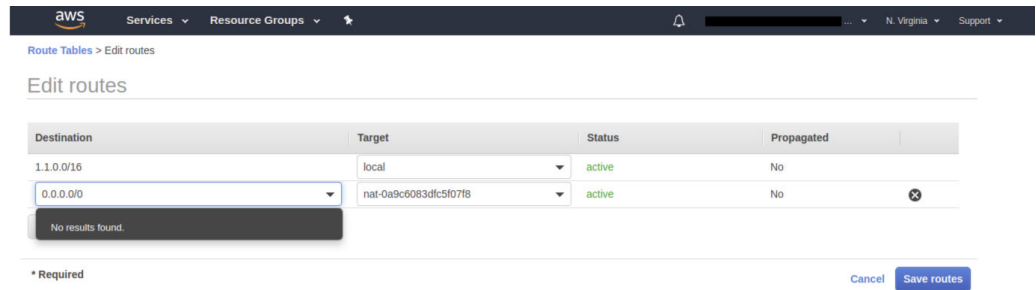 aws Services Resource Groups ... N. Virginia Support
Route Tables > Edit routes
Edit routes
Destination Target Status Propagated
1.1.0.0/16 local active No
0.0.0.0/0 nat-0a9c6083dfc5f07f8 active No
No results found.
* Required Cancel Save routes